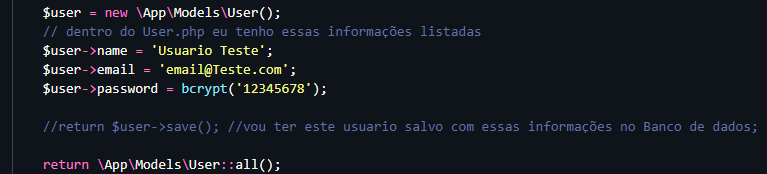 $user = new \App\Models\User();
// dentro do User.php eu tenho essas informações listadas
$user->name = 'Usuario Teste';
$user->email = 'email@Teste.com';
$user->password = bcrypt('12345678');
//return $user->save(); //vou ter este usuario salvo com essas informações no Banco de dados;
return \App\Models\User::all();